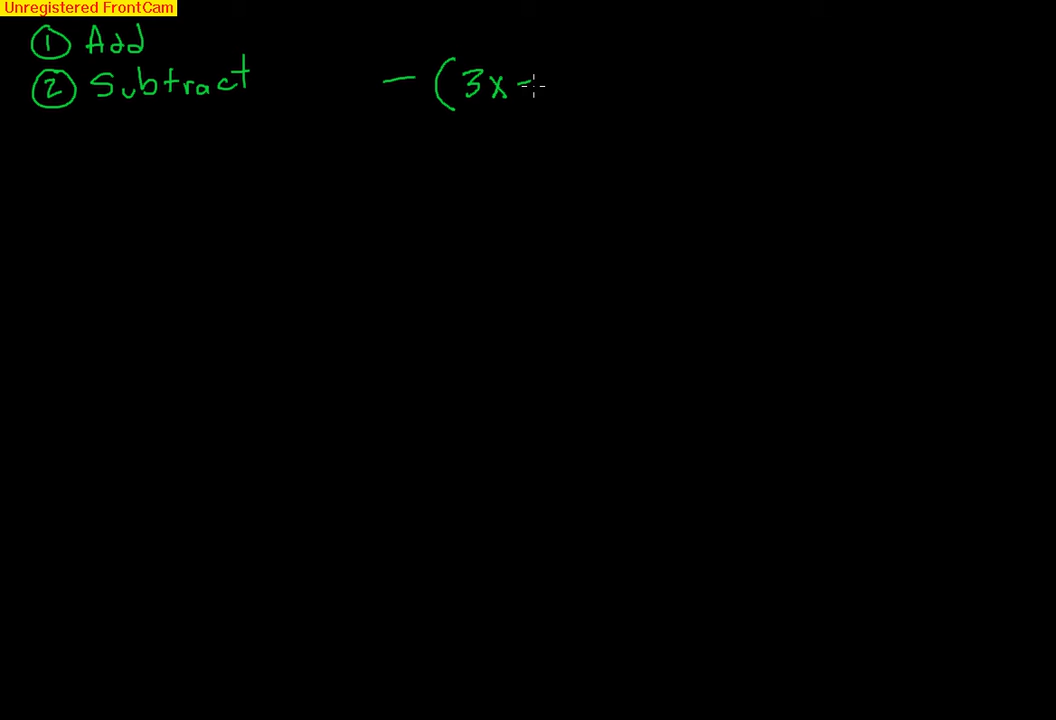 Unregistered FrontCam
① Add
② Subtract - (3x -